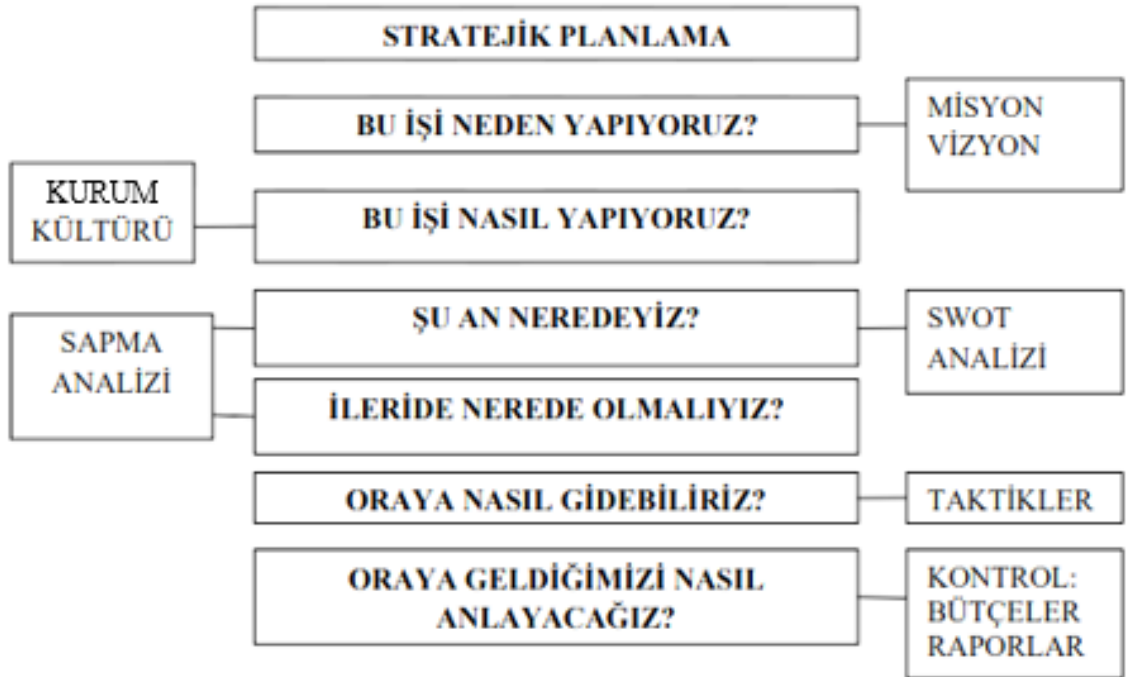 STRATEJİK PLANLAMA
BU İŞİ NEDEN YAPIYORUZ?
MİSYON
VİZYON
KURUM
KÜLTÜRÜ
BU İŞİ NASIL YAPIYORUZ?
SAPMA
ANALİZİ
ŞU AN NEREDEYİZ?
SWOT
ANALİZİ
İLERİDE NEREDE OLMALIYIZ?
ORAYA NASIL GİDEBİLİRİZ?
TAKTİKLER
ORAYA GELDİĞİMİZİ NASIL
ANLAYACAĞIZ?
KONTROL:
BÜTÇELER
RAPORLAR